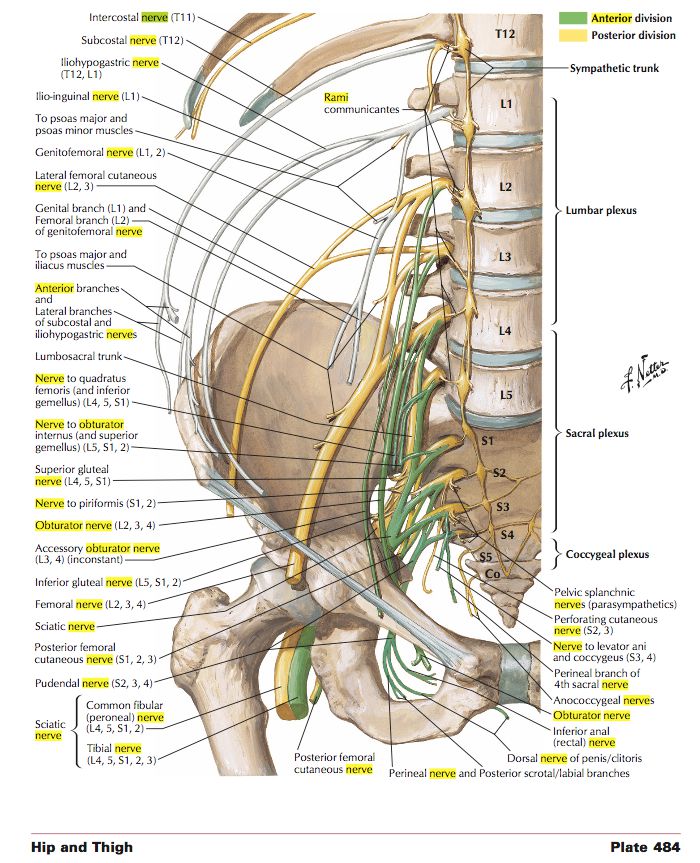 Intercostal nerve (T11)
Subcostal nerve (T12)
Iliohypogastric nerve
(T12, L1)
Ilio-inguinal nerve (L1)
To psoas major and
psoas minor muscles
Genitofemoral nerve (L1, 2)
Lateral femoral cutaneous
nerve (L2, 3)
Genital branch (L1) and
Femoral branch (L2)
of genitofemoral nerve
To psoas major and
iliacus muscles
Anterior branches
and
Lateral branches
of subcostal and
iliohypogastric nerves
Lumbosacral trunk
Nerve to quadratus
femoris (and inferior
gemellus) (L4, 5, S1)
Nerve to obturator
internus (and superior
gemellus) (L5, S1, 2)
Superior gluteal
nerve (L4, 5, S1)
Nerve to piriformis (S1, 2)
Obturator nerve (L2, 3, 4)
Accessory obturator nerve
(L3, 4) (inconstant)
Inferior gluteal nerve (L5, S1, 2)
Femoral nerve (L2, 3, 4)
Sciatic nerve
Posterior femoral
cutaneous nerve (S1, 2, 3)
Pudendal nerve (S2, 3, 4)
Sciatic
nerve
Common fibular
(peroneal) nerve
(L4, 5, S1, 2)
Tibial nerve
(L4, 5, S1, 2, 3)
Rami
communicantes
T12
L1
L2
L3
L4
L5
S1
S2
S3
S4
S5
Co
Anterior division
Posterior division
Sympathetic trunk
Lumbar plexus
F. Netter
M.D.
Sacral plexus
Coccygeal plexus
Pelvic splanchnic
nerves (parasympathetics)
Perforating cutaneous
nerve (S2, 3)
Nerve to levator ani
and coccygeus (S3, 4)
Perineal branch of
4th sacral nerve
Anococcygeal nerves
Obturator nerve
Inferior anal
(rectal) nerve
Dorsal nerve of penis/clitoris
Posterior femoral
cutaneous nerve
Perineal nerve and Posterior scrotal/labial branches
Hip and Thigh
Plate 484